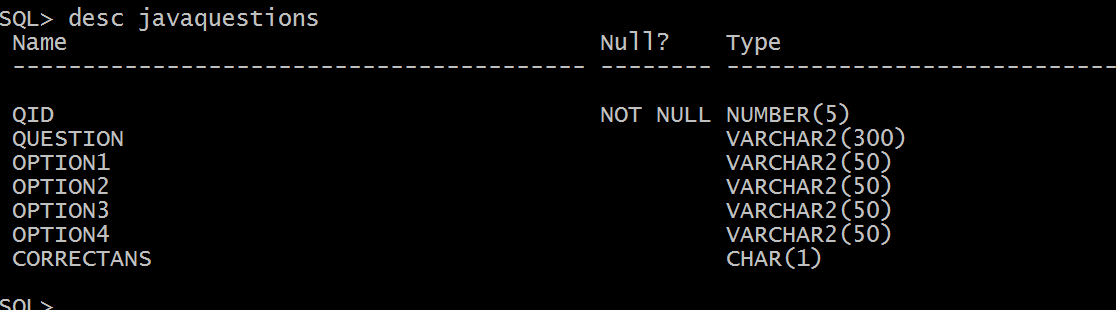 SQL> desc javaquestions
Name Null? Type
----------------------------------------- -------- ----------------------------
QID NOT NULL NUMBER(5)
QUESTION VARCHAR2(300)
OPTION1 VARCHAR2(50)
OPTION2 VARCHAR2(50)
OPTION3 VARCHAR2(50)
OPTION4 VARCHAR2(50)
CORRECTANS CHAR(1)
SQL>